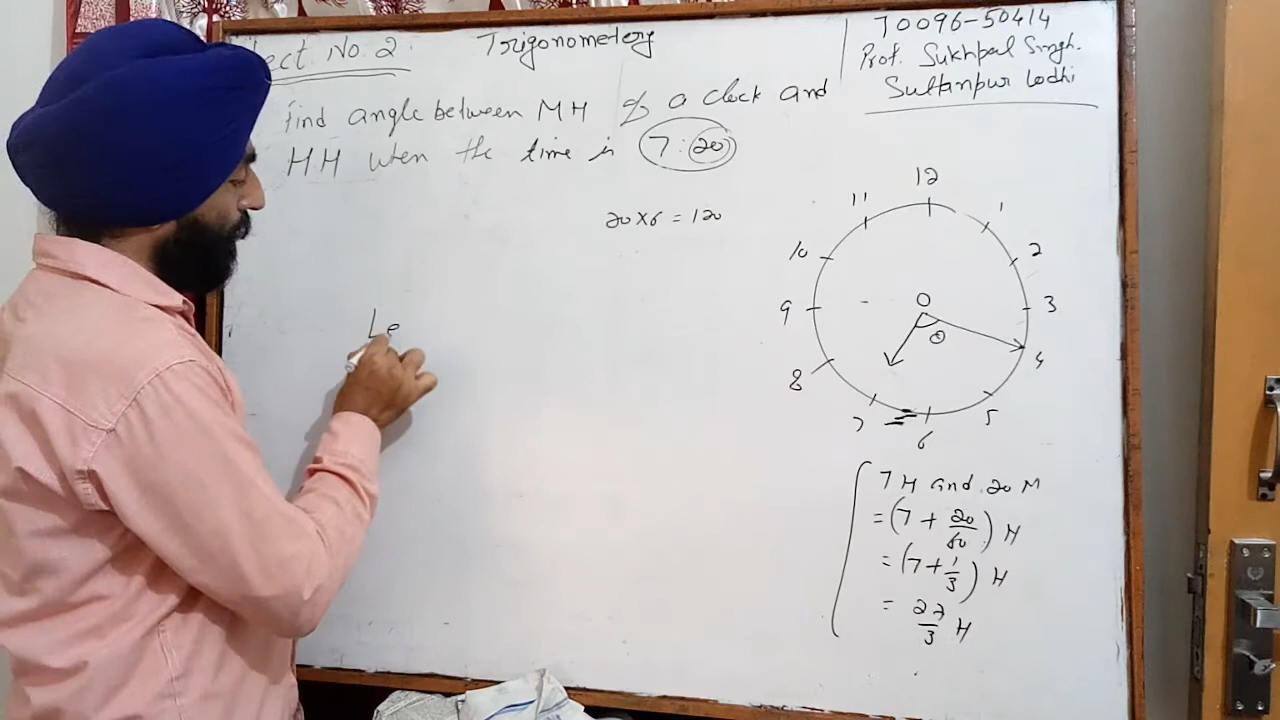 Lect. No. 2. Trigonometery
70096-50414
Prof. Sukhpal Singh.
Sultanpur Lodhi
Find angle between MH of a clock and
HH when the time is 7:20
20 x 6 = 120
12
11 1
10 2
9 O 3
θ
8 4
7 5
6
7 H and 20 M
= (7 + 20/60) H
= (7 + 1/3) H
= 22/3 H
Le